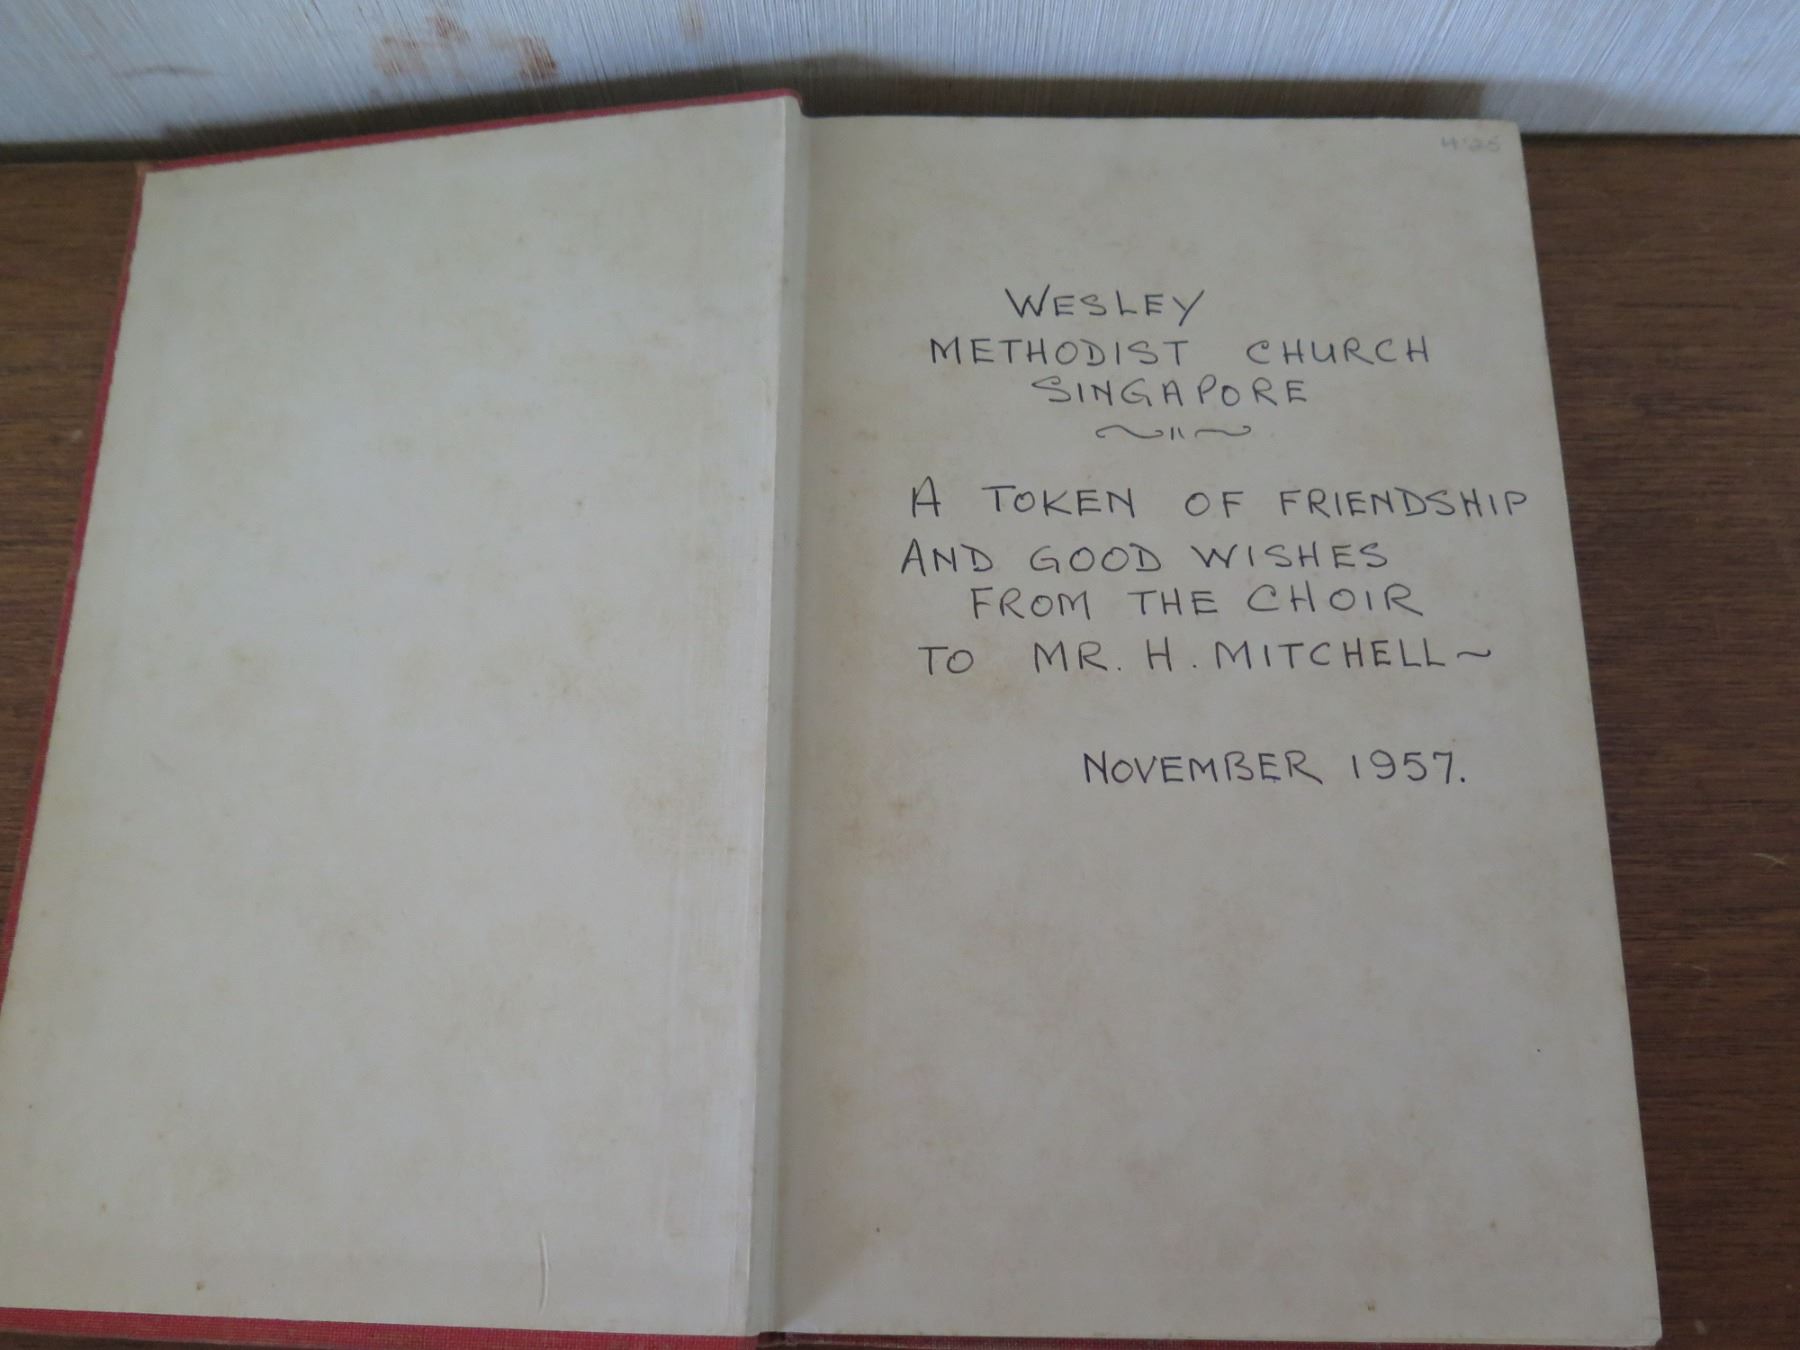 4.25
WESLEY
METHODIST CHURCH
SINGAPORE
A TOKEN OF FRIENDSHIP
AND GOOD WISHES
FROM THE CHOIR
TO MR. H. MITCHELL~
NOVEMBER 1957.